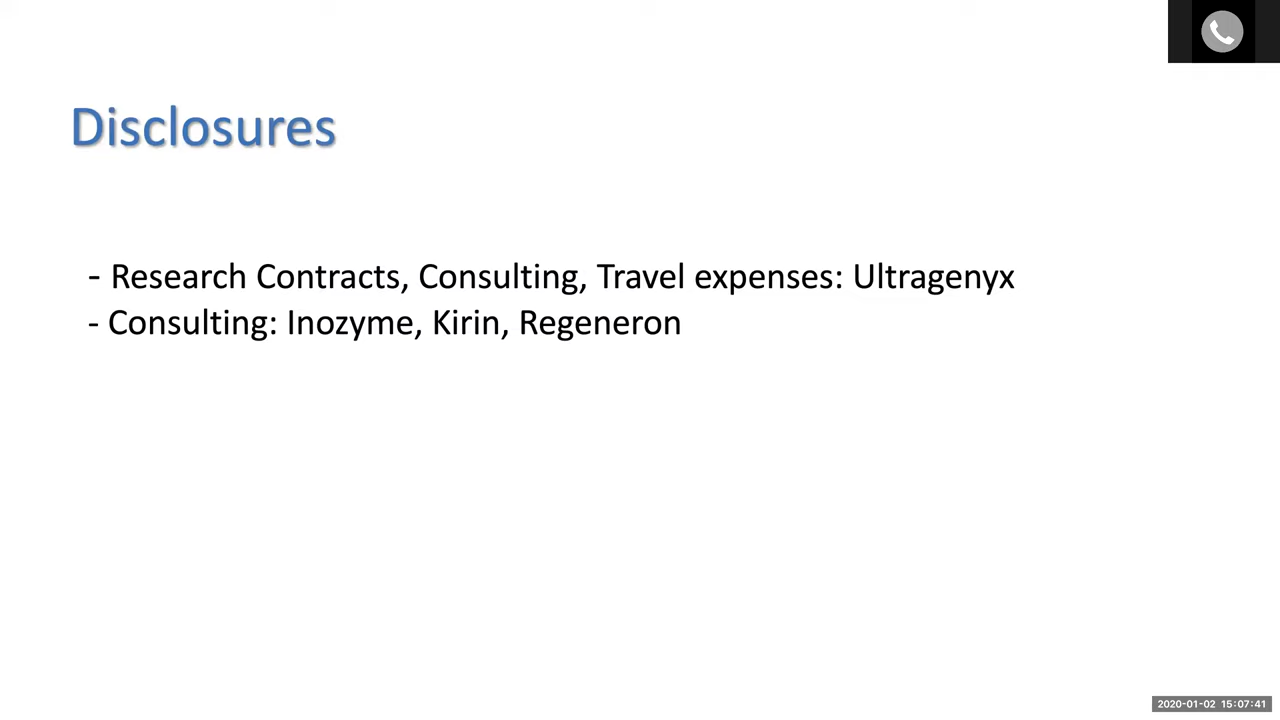 Disclosures
- Research Contracts, Consulting, Travel expenses: Ultragenyx
- Consulting: Inozyme, Kirin, Regeneron
2020-01-02 15:07:41